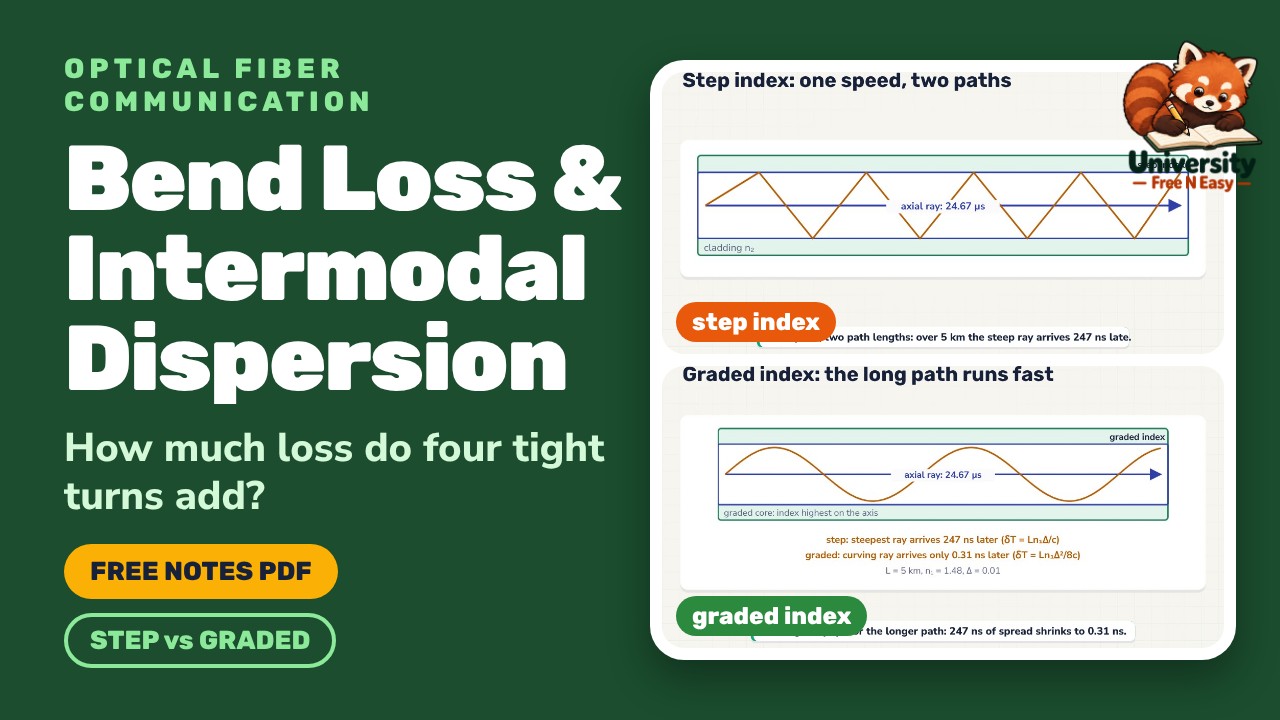 OPTICAL FIBER
COMMUNICATION
Bend Loss &
Intermodal
Dispersion
How much loss do four tight
turns add?
FREE NOTES PDF
STEP vs GRADED
Step index: one speed, two paths
axial ray: 24.67 µs
cladding n₂
step index
two path lengths: over 5 km the steep ray arrives 247 ns late.
Graded index: the long path runs fast
graded index
axial ray: 24.67 µs
graded core: index highest on the axis
step: steepest ray arrives 247 ns later (δT = Ln₁Δ/c)
graded: curving ray arrives only 0.31 ns later (δT = Ln₁Δ²/8c)
L = 5 km, n₁ = 1.48, Δ = 0.01
graded index
the longer path: 247 ns of spread shrinks to 0.31 ns.
University
Free N Easy